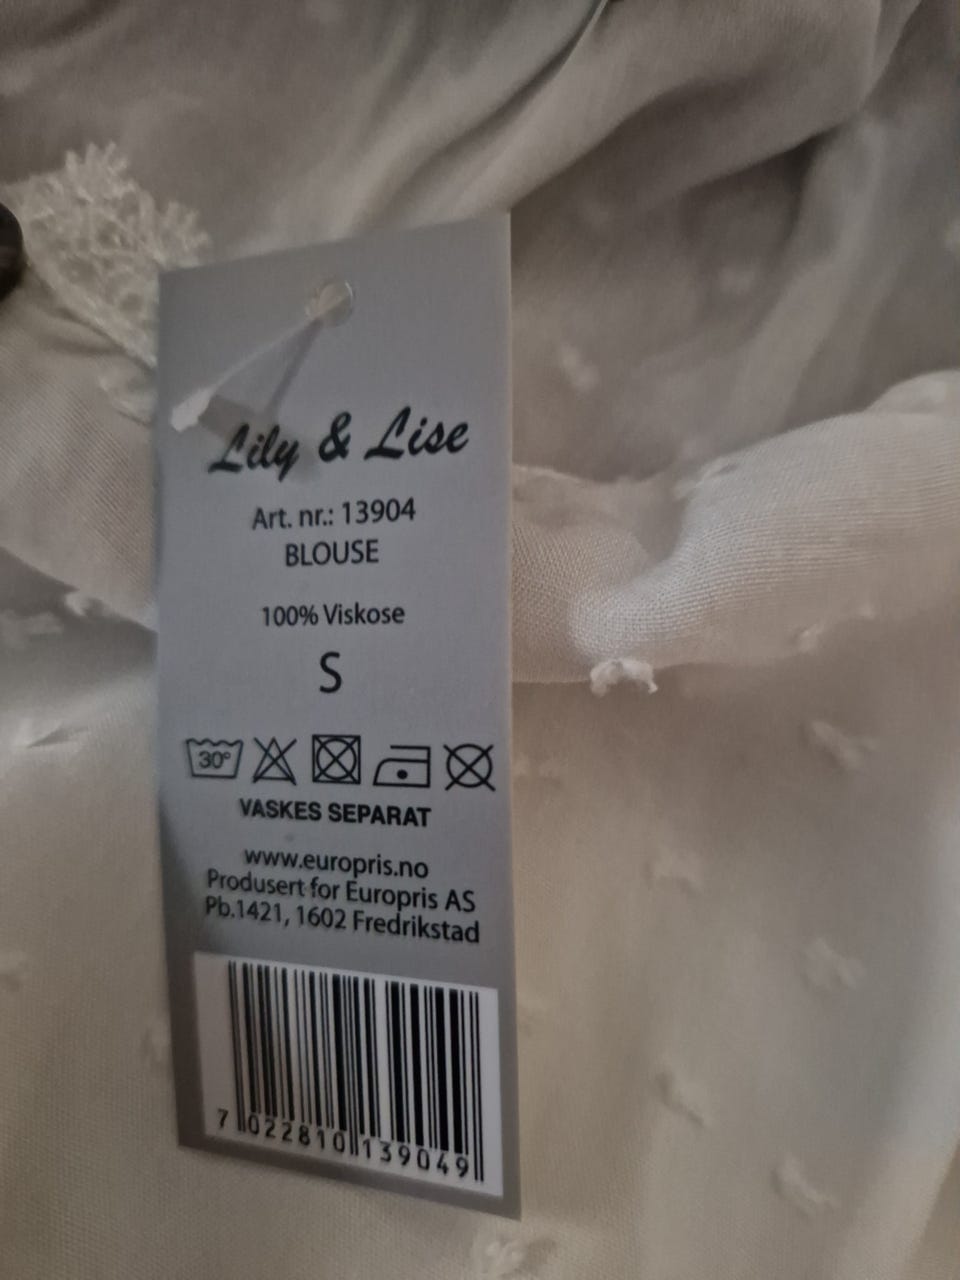 Lily & Lise
Art. nr.: 13904
BLOUSE
100% Viskose
S
30°
VASKES SEPARAT
www.europris.no
Produsert for Europris AS
Pb.1421, 1602 Fredrikstad
7 022810 139049